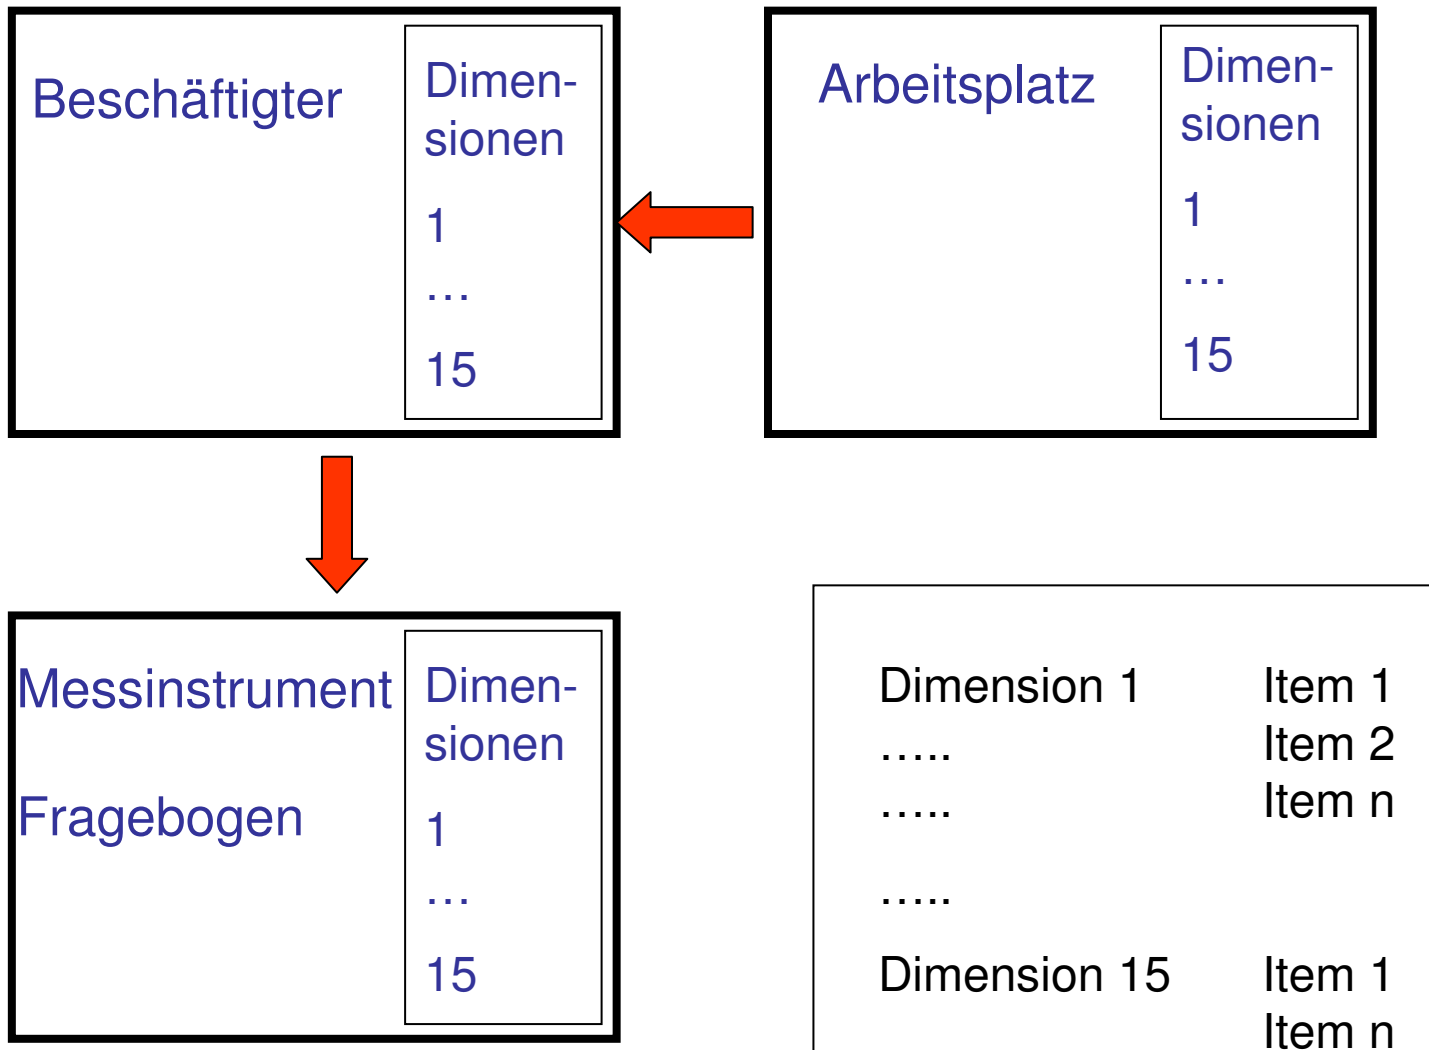 Beschäftigter
Dimen-
sionen
1
…
15
Arbeitsplatz
Dimen-
sionen
1
…
15
Messinstrument
Fragebogen
Dimen-
sionen
1
…
15
Dimension 1 Item 1
….. Item 2
….. Item n
…..
Dimension 15 Item 1
Item n